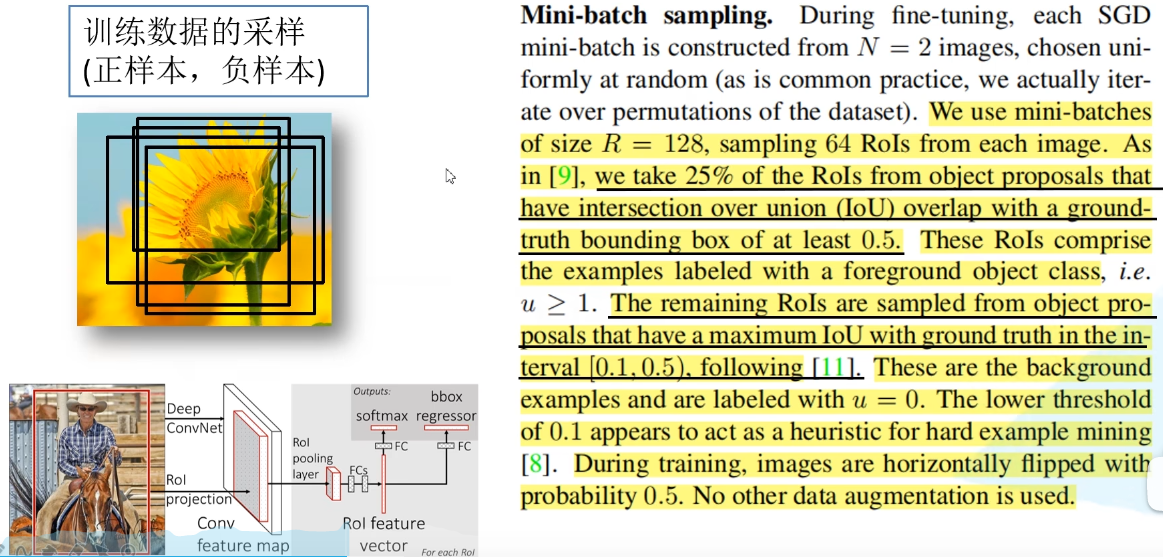 训练数据的采样
(正样本，负样本)
Deep
ConvNet
RoI
projection
Conv
feature map
RoI
pooling
layer
FCs
Outputs:
softmax
bbox
regressor
FC
FC
RoI feature
vector
For each RoI
Mini-batch sampling. During fine-tuning, each SGD
mini-batch is constructed from N = 2 images, chosen uni-
formly at random (as is common practice, we actually iter-
ate over permutations of the dataset). We use mini-batches
of size R = 128, sampling 64 RoIs from each image. As
in [9], we take 25% of the RoIs from object proposals that
have intersection over union (IoU) overlap with a ground-
truth bounding box of at least 0.5. These RoIs comprise
the examples labeled with a foreground object class, i.e.
u ≥ 1. The remaining RoIs are sampled from object pro-
posals that have a maximum IoU with ground truth in the in-
terval [0.1, 0.5), following [11]. These are the background
examples and are labeled with u = 0. The lower threshold
of 0.1 appears to act as a heuristic for hard example mining
[8]. During training, images are horizontally flipped with
probability 0.5. No other data augmentation is used.